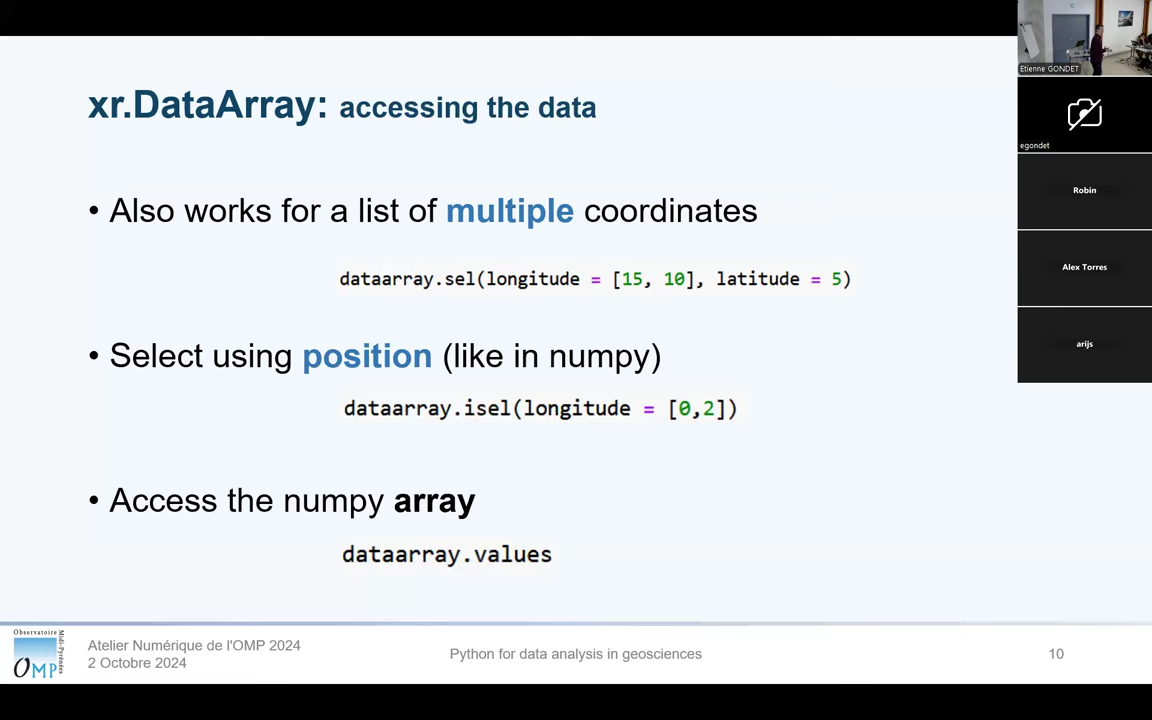 xr.DataArray: accessing the data
• Also works for a list of multiple coordinates
dataarray.sel(longitude = [15, 10], latitude = 5)
• Select using position (like in numpy)
dataarray.isel(longitude = [0,2])
• Access the numpy array
dataarray.values
Observatoire
Midi-Pyrénées
OMP
Atelier Numérique de l'OMP 2024
2 Octobre 2024
Python for data analysis in geosciences
10
Etienne GONDET
egondet
Robin
Alex Torres
arijs